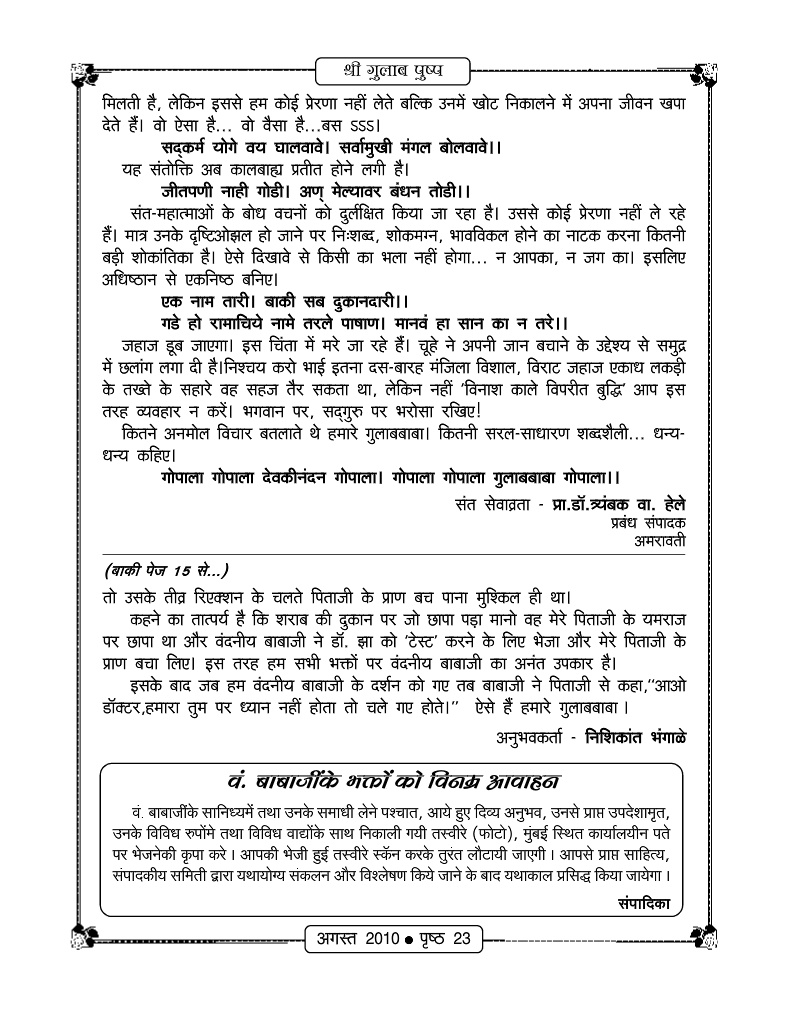 श्री गुलाब पुष्प
मिलती है, लेकिन इससे हम कोई प्रेरणा नहीं लेते बल्कि उनमें खोट निकालने में अपना जीवन खपा
देते हैं। वो ऐसा है... वो वैसा है...बस ऽऽऽ।
सद्कर्म योगे वय घालवावे। सर्वामुखी मंगल बोलवावे।।
यह संतोक्ति अब कालबाह्य प्रतीत होने लगी है।
जीतपणी नाही गोडी। अण् मेल्यावर बंधन तोडी।।
संत-महात्माओं के बोध वचनों को दुर्लक्षित किया जा रहा है। उससे कोई प्रेरणा नहीं ले रहे
हैं। मात्र उनके दृष्टिओझल हो जाने पर निःशब्द, शोकमग्न, भावविकल होने का नाटक करना कितनी
बड़ी शोकांतिका है। ऐसे दिखावे से किसी का भला नहीं होगा... न आपका, न जग का। इसलिए
अधिष्ठान से एकनिष्ठ बनिए।
एक नाम तारी। बाकी सब दुकानदारी।।
गडे हो रामाचिये नामे तरले पाषाण। मानवं हा सान का न तरे।।
जहाज डूब जाएगा। इस चिंता में मरे जा रहे हैं। चूहे ने अपनी जान बचाने के उद्देश्य से समुद्र
में छलांग लगा दी है।निश्चय करो भाई इतना दस-बारह मंजिला विशाल, विराट जहाज एकाध लकड़ी
के तख्ते के सहारे वह सहज तैर सकता था, लेकिन नहीं 'विनाश काले विपरीत बुद्धि' आप इस
तरह व्यवहार न करें। भगवान पर, सद्‌गुरु पर भरोसा रखिए!
कितने अनमोल विचार बतलाते थे हमारे गुलाबबाबा। कितनी सरल-साधारण शब्दशैली... धन्य-
धन्य कहिए।
गोपाला गोपाला देवकीनंदन गोपाला। गोपाला गोपाला गुलाबबाबा गोपाला।।
संत सेवाव्रता - प्रा.डॉ.त्र्यंबक वा. हेले
प्रबंध संपादक
अमरावती
(बाकी पेज 15 से...)
तो उसके तीव्र रिएक्शन के चलते पिताजी के प्राण बच पाना मुश्किल ही था।
कहने का तात्पर्य है कि शराब की दुकान पर जो छापा पड़ा मानो वह मेरे पिताजी के यमराज
पर छापा था और वंदनीय बाबाजी ने डॉ. झा को 'टेस्ट' करने के लिए भेजा और मेरे पिताजी के
प्राण बचा लिए। इस तरह हम सभी भक्तों पर वंदनीय बाबाजी का अनंत उपकार है।
इसके बाद जब हम वंदनीय बाबाजी के दर्शन को गए तब बाबाजी ने पिताजी से कहा,"आओ
डॉक्टर,हमारा तुम पर ध्यान नहीं होता तो चले गए होते।" ऐसे हैं हमारे गुलाबबाबा ।
अनुभवकर्ता - निशिकांत भंगाळे
वं. बाबाजींके भक्तों को विनम्र आवाहन
वं. बाबाजींके सानिध्यमें तथा उनके समाधी लेने पश्चात, आये हुए दिव्य अनुभव, उनसे प्राप्त उपदेशामृत,
उनके विविध रुपोंमे तथा विविध वाद्योंके साथ निकाली गयी तस्वीरे (फोटो), मुंबई स्थित कार्यालयीन पते
पर भेजनेकी कृपा करे । आपकी भेजी हुई तस्वीरे स्कॅन करके तुरंत लौटायी जाएगी । आपसे प्राप्त साहित्य,
संपादकीय समिती द्वारा यथायोग्य संकलन और विश्लेषण किये जाने के बाद यथाकाल प्रसिद्ध किया जायेगा ।
संपादिका
अगस्त 2010 ● पृष्ठ 23